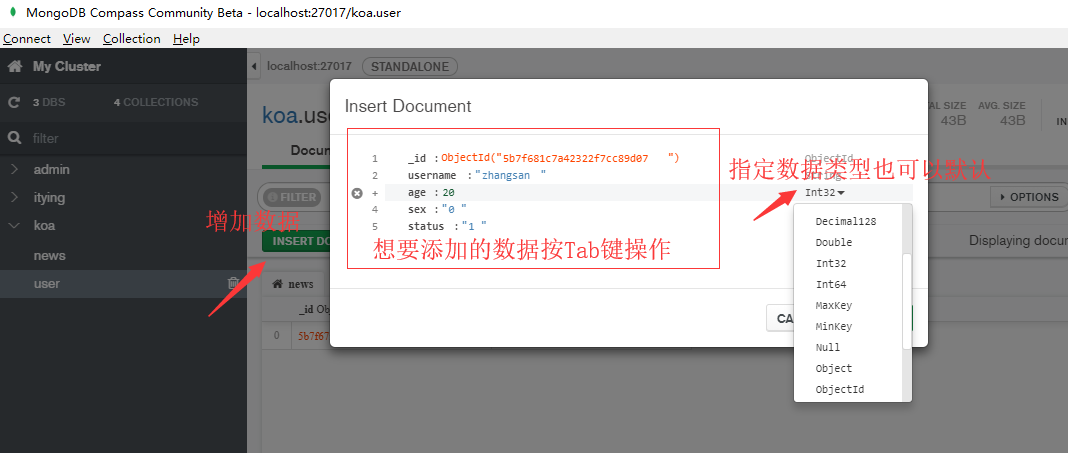 MongoDB Compass Community Beta - localhost:27017/koa.user
Connect View Collection Help
My Cluster
localhost:27017 STANDALONE
3 DBS 4 COLLECTIONS
Insert Document
AL SIZE AVG. SIZE
koa.use
43B 43B
IN
filter
Docum
1 _id : ObjectId("5b7f681c7a42322f7cc89d07 ") ObjectId
admin
2 username : "zhangsan "
指定数据类型也可以默认
itying
FILTER
+ age : 20 Int32
OPTIONS
koa
增加数据
4 sex : "0 "
Decimal128
5 status : "1 "
INSERT DO
Double
Displaying docum
想要添加的数据按Tab键操作
news
Int32
user
news
Int64
MaxKey
_id Ob
CA
MinKey
0 5b7f67
Null
Object
ObjectId